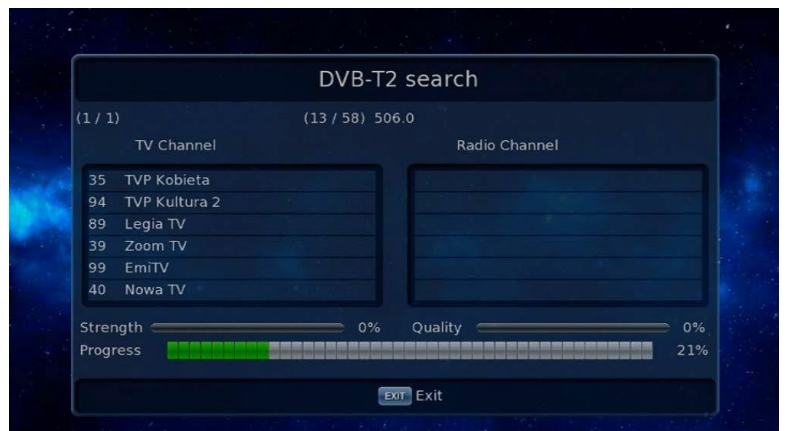 DVB-T2 search
(1 / 1) (13 / 58) 506.0
TV Channel Radio Channel
35 TVP Kobieta
94 TVP Kultura 2
89 Legia TV
39 Zoom TV
99 EmiTV
40 Nowa TV
Strength 0% Quality 0%
Progress 21%
EXIT Exit